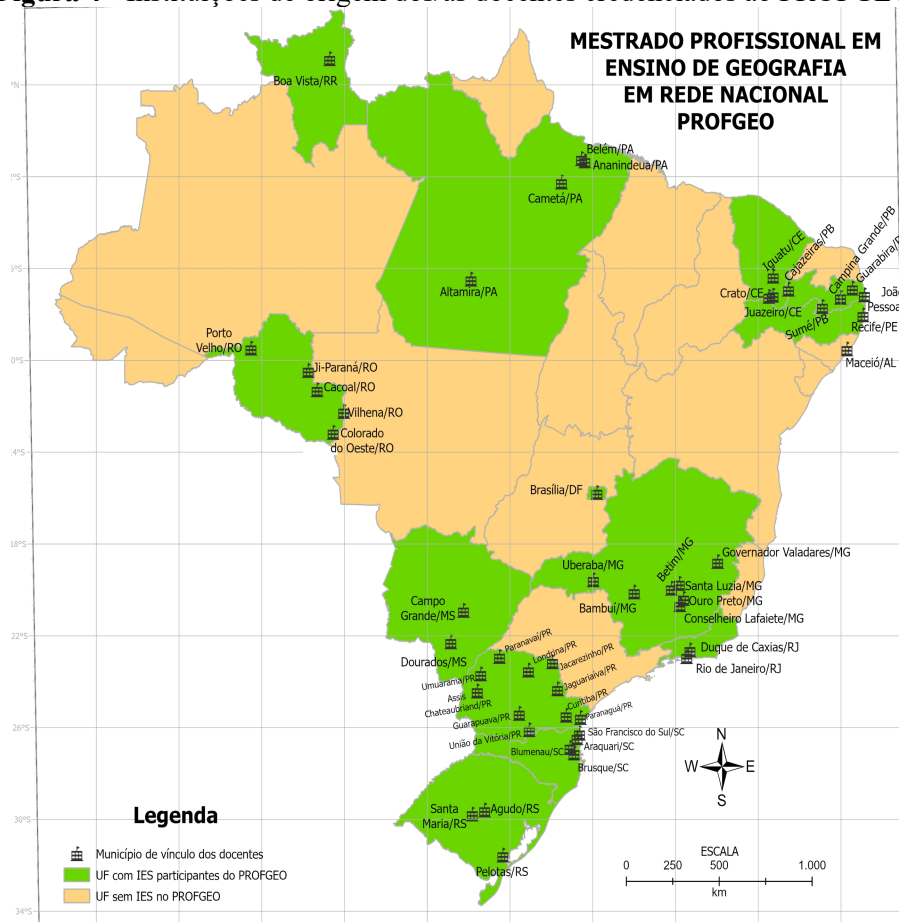 MESTRADO PROFISSIONAL EM
ENSINO DE GEOGRAFIA
EM REDE NACIONAL
PROFGEO
Boa Vista/RR
Belém/PA
Ananindeua/PA
Cametá/PA
Altamira/PA
Iguatu/CE
Cajazeiras/PB
Campina Grande/PB
Crato/CE
Juazeiro/CE
Sumé/PB
Pessoa
Recife/PE
Maceió/AL
Porto
Velho/RO
Ji-Paraná/RO
Cacoal/RO
Vilhena/RO
Colorado
do Oeste/RO
Brasília/DF
Governador Valadares/MG
Betim/MG
Uberaba/MG
Santa Luzia/MG
Ouro Preto/MG
Bambuí/MG
Conselheiro Lafaiete/MG
Campo
Grande/MS
Dourados/MS
Duque de Caxias/RJ
Rio de Janeiro/RJ
Paranavaí/PR
Londrina/PR
Jacarezinho/PR
Umuarama/PR
Jaguariaíva/PR
Assis
Chateaubriand/PR
Curitiba/PR
Guarapuava/PR
Paranaguá/PR
União da Vitória/PR
São Francisco do Sul/SC
Araquari/SC
Blumenau/SC
Brusque/SC
Santa
Maria/RS
Agudo/RS
Pelotas/RS
N
W E
S
18°S
22°S
26°S
30°S
34°S
Legenda
Município de vínculo dos docentes
UF com IES participantes do PROFGEO
UF sem IES no PROFGEO
ESCALA
0 250 500 1.000
km